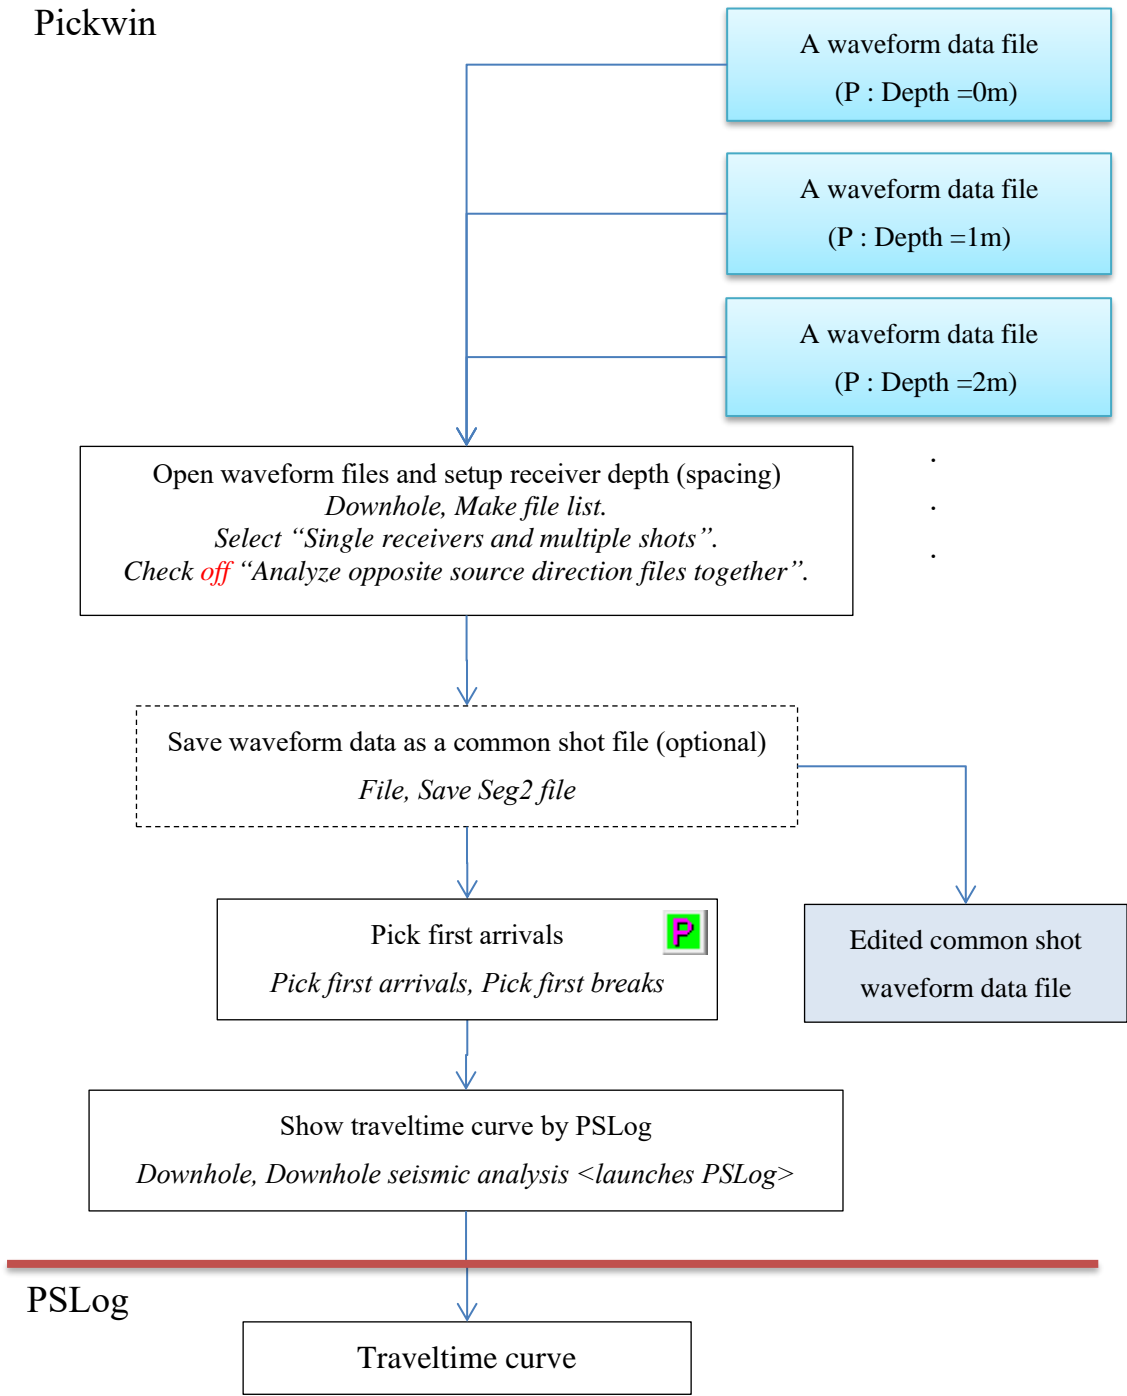 Pickwin
A waveform data file
(P : Depth =0m)
A waveform data file
(P : Depth =1m)
A waveform data file
(P : Depth =2m)
.
.
.
Open waveform files and setup receiver depth (spacing)
Downhole, Make file list.
Select “Single receivers and multiple shots”.
Check off “Analyze opposite source direction files together”.
Save waveform data as a common shot file (optional)
File, Save Seg2 file
Pick first arrivals
P
Pick first arrivals, Pick first breaks
Edited common shot
waveform data file
Show traveltime curve by PSLog
Downhole, Downhole seismic analysis <launches PSLog>
PSLog
Traveltime curve